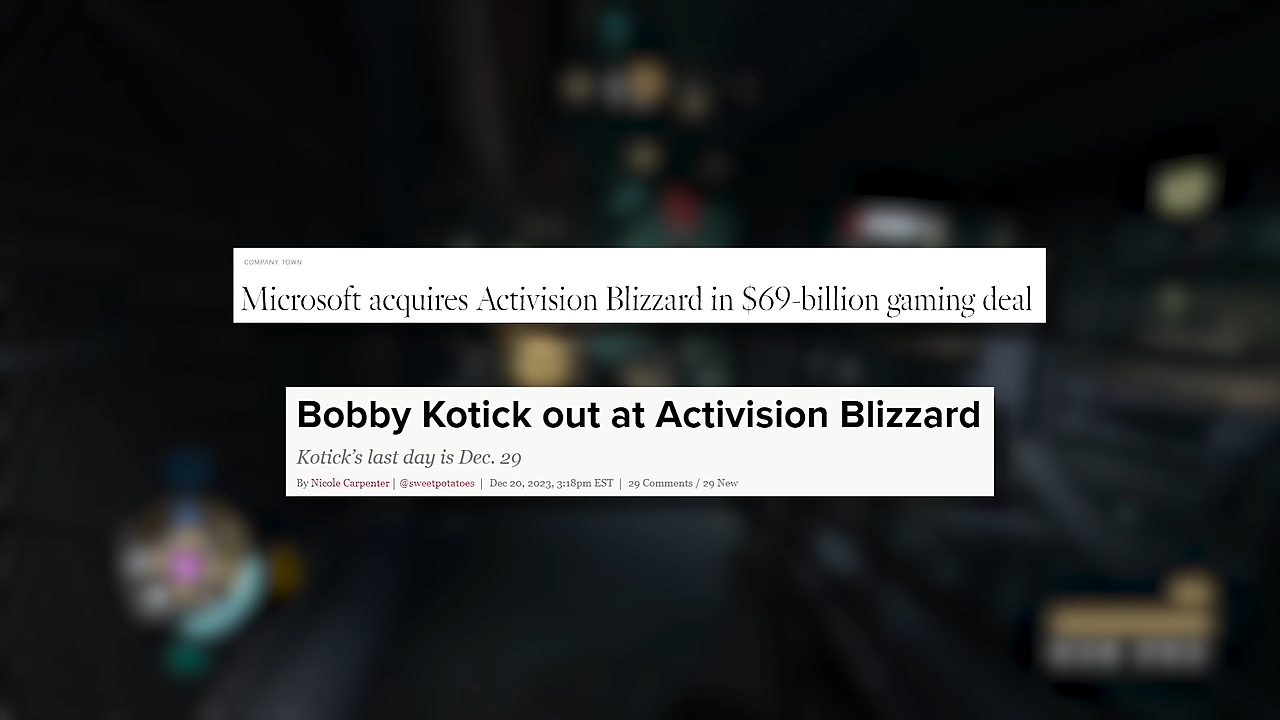 COMPANY TOWN
Microsoft acquires Activision Blizzard in $69-billion gaming deal
Bobby Kotick out at Activision Blizzard
Kotick’s last day is Dec. 29
By Nicole Carpenter | @sweetpotatoes | Dec 20, 2023, 3:18pm EST | 29 Comments / 29 New